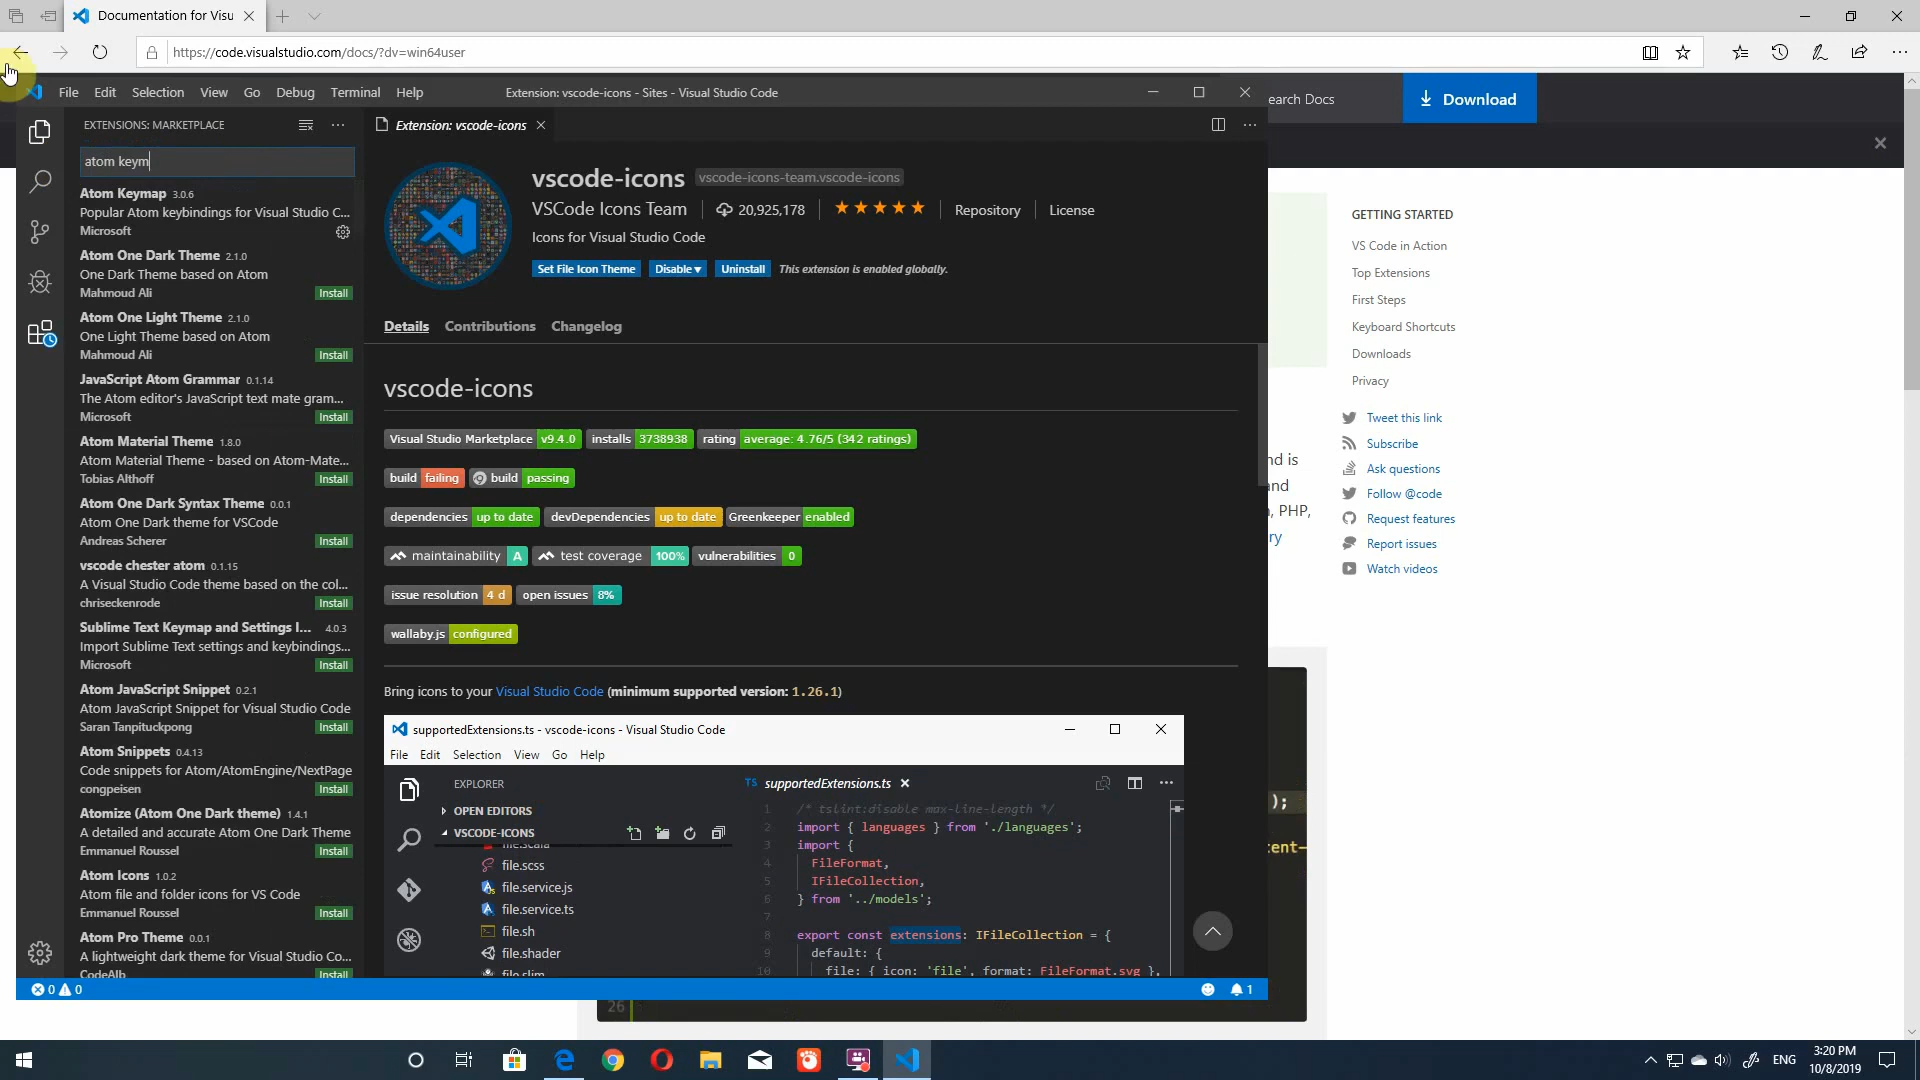 Documentation for Visu
https://code.visualstudio.com/docs/?dv=win64user
File Edit Selection View Go Debug Terminal Help
Extension: vscode-icons - Sites - Visual Studio Code
earch Docs
Download
EXTENSIONS: MARKETPLACE
atom keym
Atom Keymap 3.0.6
Popular Atom keybindings for Visual Studio C...
Microsoft
Atom One Dark Theme 2.1.0
One Dark Theme based on Atom
Mahmoud Ali Install
Atom One Light Theme 2.1.0
One Light Theme based on Atom
Mahmoud Ali Install
JavaScript Atom Grammar 0.1.14
The Atom editor's JavaScript text mate gram...
Microsoft Install
Atom Material Theme 1.8.0
Atom Material Theme - based on Atom-Mate...
Tobias Althoff Install
Atom One Dark Syntax Theme 0.0.1
Atom One Dark theme for VSCode
Andreas Scherer Install
vscode chester atom 0.1.15
A Visual Studio Code theme based on the col...
chriseckenrode Install
Sublime Text Keymap and Settings I... 4.0.3
Import Sublime Text settings and keybindings...
Microsoft Install
Atom JavaScript Snippet 0.2.1
Atom JavaScript Snippet for Visual Studio Code
Saran Tanpituckpong Install
Atom Snippets 0.4.13
Code snippets for Atom/AtomEngine/NextPage
congpeisen Install
Atomize (Atom One Dark theme) 1.4.1
A detailed and accurate Atom One Dark Theme
Emmanuel Roussel Install
Atom Icons 1.0.2
Atom file and folder icons for VS Code
Emmanuel Roussel Install
Atom Pro Theme 0.0.1
A lightweight dark theme for Visual Studio Co...
CodeAlb Install
Extension: vscode-icons
vscode-icons vscode-icons-team.vscode-icons
VSCode Icons Team 20,925,178 Repository License
Icons for Visual Studio Code
Set File Icon Theme Disable Uninstall This extension is enabled globally.
Details Contributions Changelog
vscode-icons
Visual Studio Marketplace v9.4.0 installs 3738938 rating average: 4.76/5 (342 ratings)
build failing build passing
dependencies up to date devDependencies up to date Greenkeeper enabled
maintainability A test coverage 100% vulnerabilities 0
issue resolution 4 d open issues 8%
wallaby.js configured
Bring icons to your Visual Studio Code (minimum supported version: 1.26.1)
supportedExtensions.ts - vscode-icons - Visual Studio Code
File Edit Selection View Go Help
EXPLORER
OPEN EDITORS
VSCODE-ICONS
file.scala
file.scss
file.service.js
file.service.ts
file.sh
file.shader
file.slim
TS supportedExtensions.ts
1 /* tslint:disable max-line-length */
2 import { languages } from './languages';
3 import {
4 FileFormat,
5 IFileCollection,
6 } from '../models';
7
8 export const extensions: IFileCollection = {
9 default: {
10 file: { icon: 'file', format: FileFormat.svg },
0 0
1
26
nd is
and
, PHP,
ry
);
ent-
GETTING STARTED
VS Code in Action
Top Extensions
First Steps
Keyboard Shortcuts
Downloads
Privacy
Tweet this link
Subscribe
Ask questions
Follow @code
Request features
Report issues
Watch videos
ENG
3:20 PM
10/8/2019